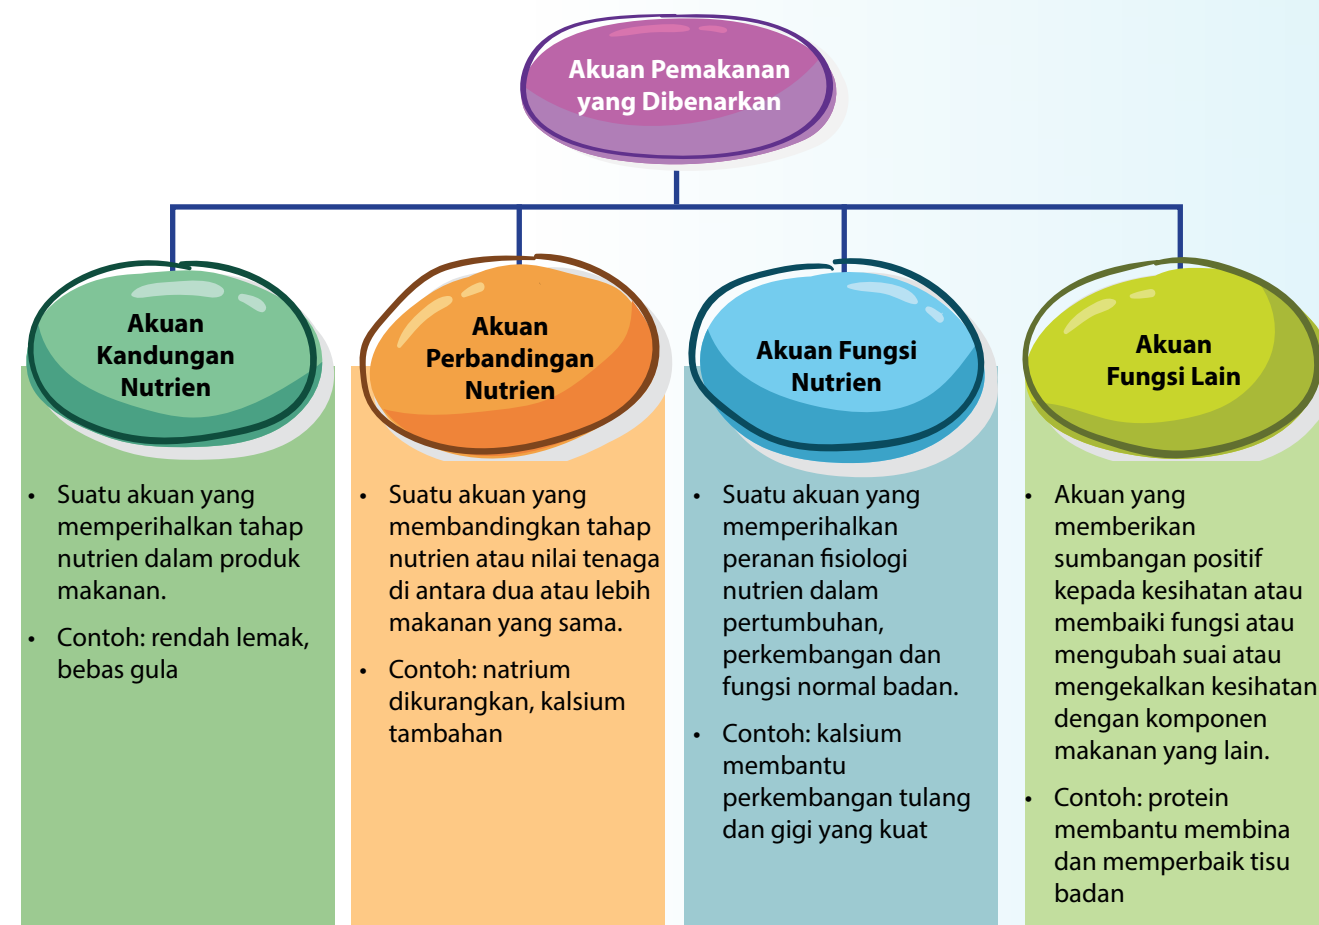 Akuan Pemakanan
yang Dibenarkan
Akuan
Kandungan
Nutrien
• Suatu akuan yang
memperihalkan tahap
nutrien dalam produk
makanan.
• Contoh: rendah lemak,
bebas gula
Akuan
Perbandingan
Nutrien
• Suatu akuan yang
membandingkan tahap
nutrien atau nilai tenaga
di antara dua atau lebih
makanan yang sama.
• Contoh: natrium
dikurangkan, kalsium
tambahan
Akuan Fungsi
Nutrien
• Suatu akuan yang
memperihalkan
peranan fisiologi
nutrien dalam
pertumbuhan,
perkembangan dan
fungsi normal badan.
• Contoh: kalsium
membantu
perkembangan tulang
dan gigi yang kuat
Akuan
Fungsi Lain
• Akuan yang
memberikan
sumbangan positif
kepada kesihatan atau
membaiki fungsi atau
mengubah suai atau
mengekalkan kesihatan
dengan komponen
makanan yang lain.
• Contoh: protein
membantu membina
dan memperbaik tisu
badan